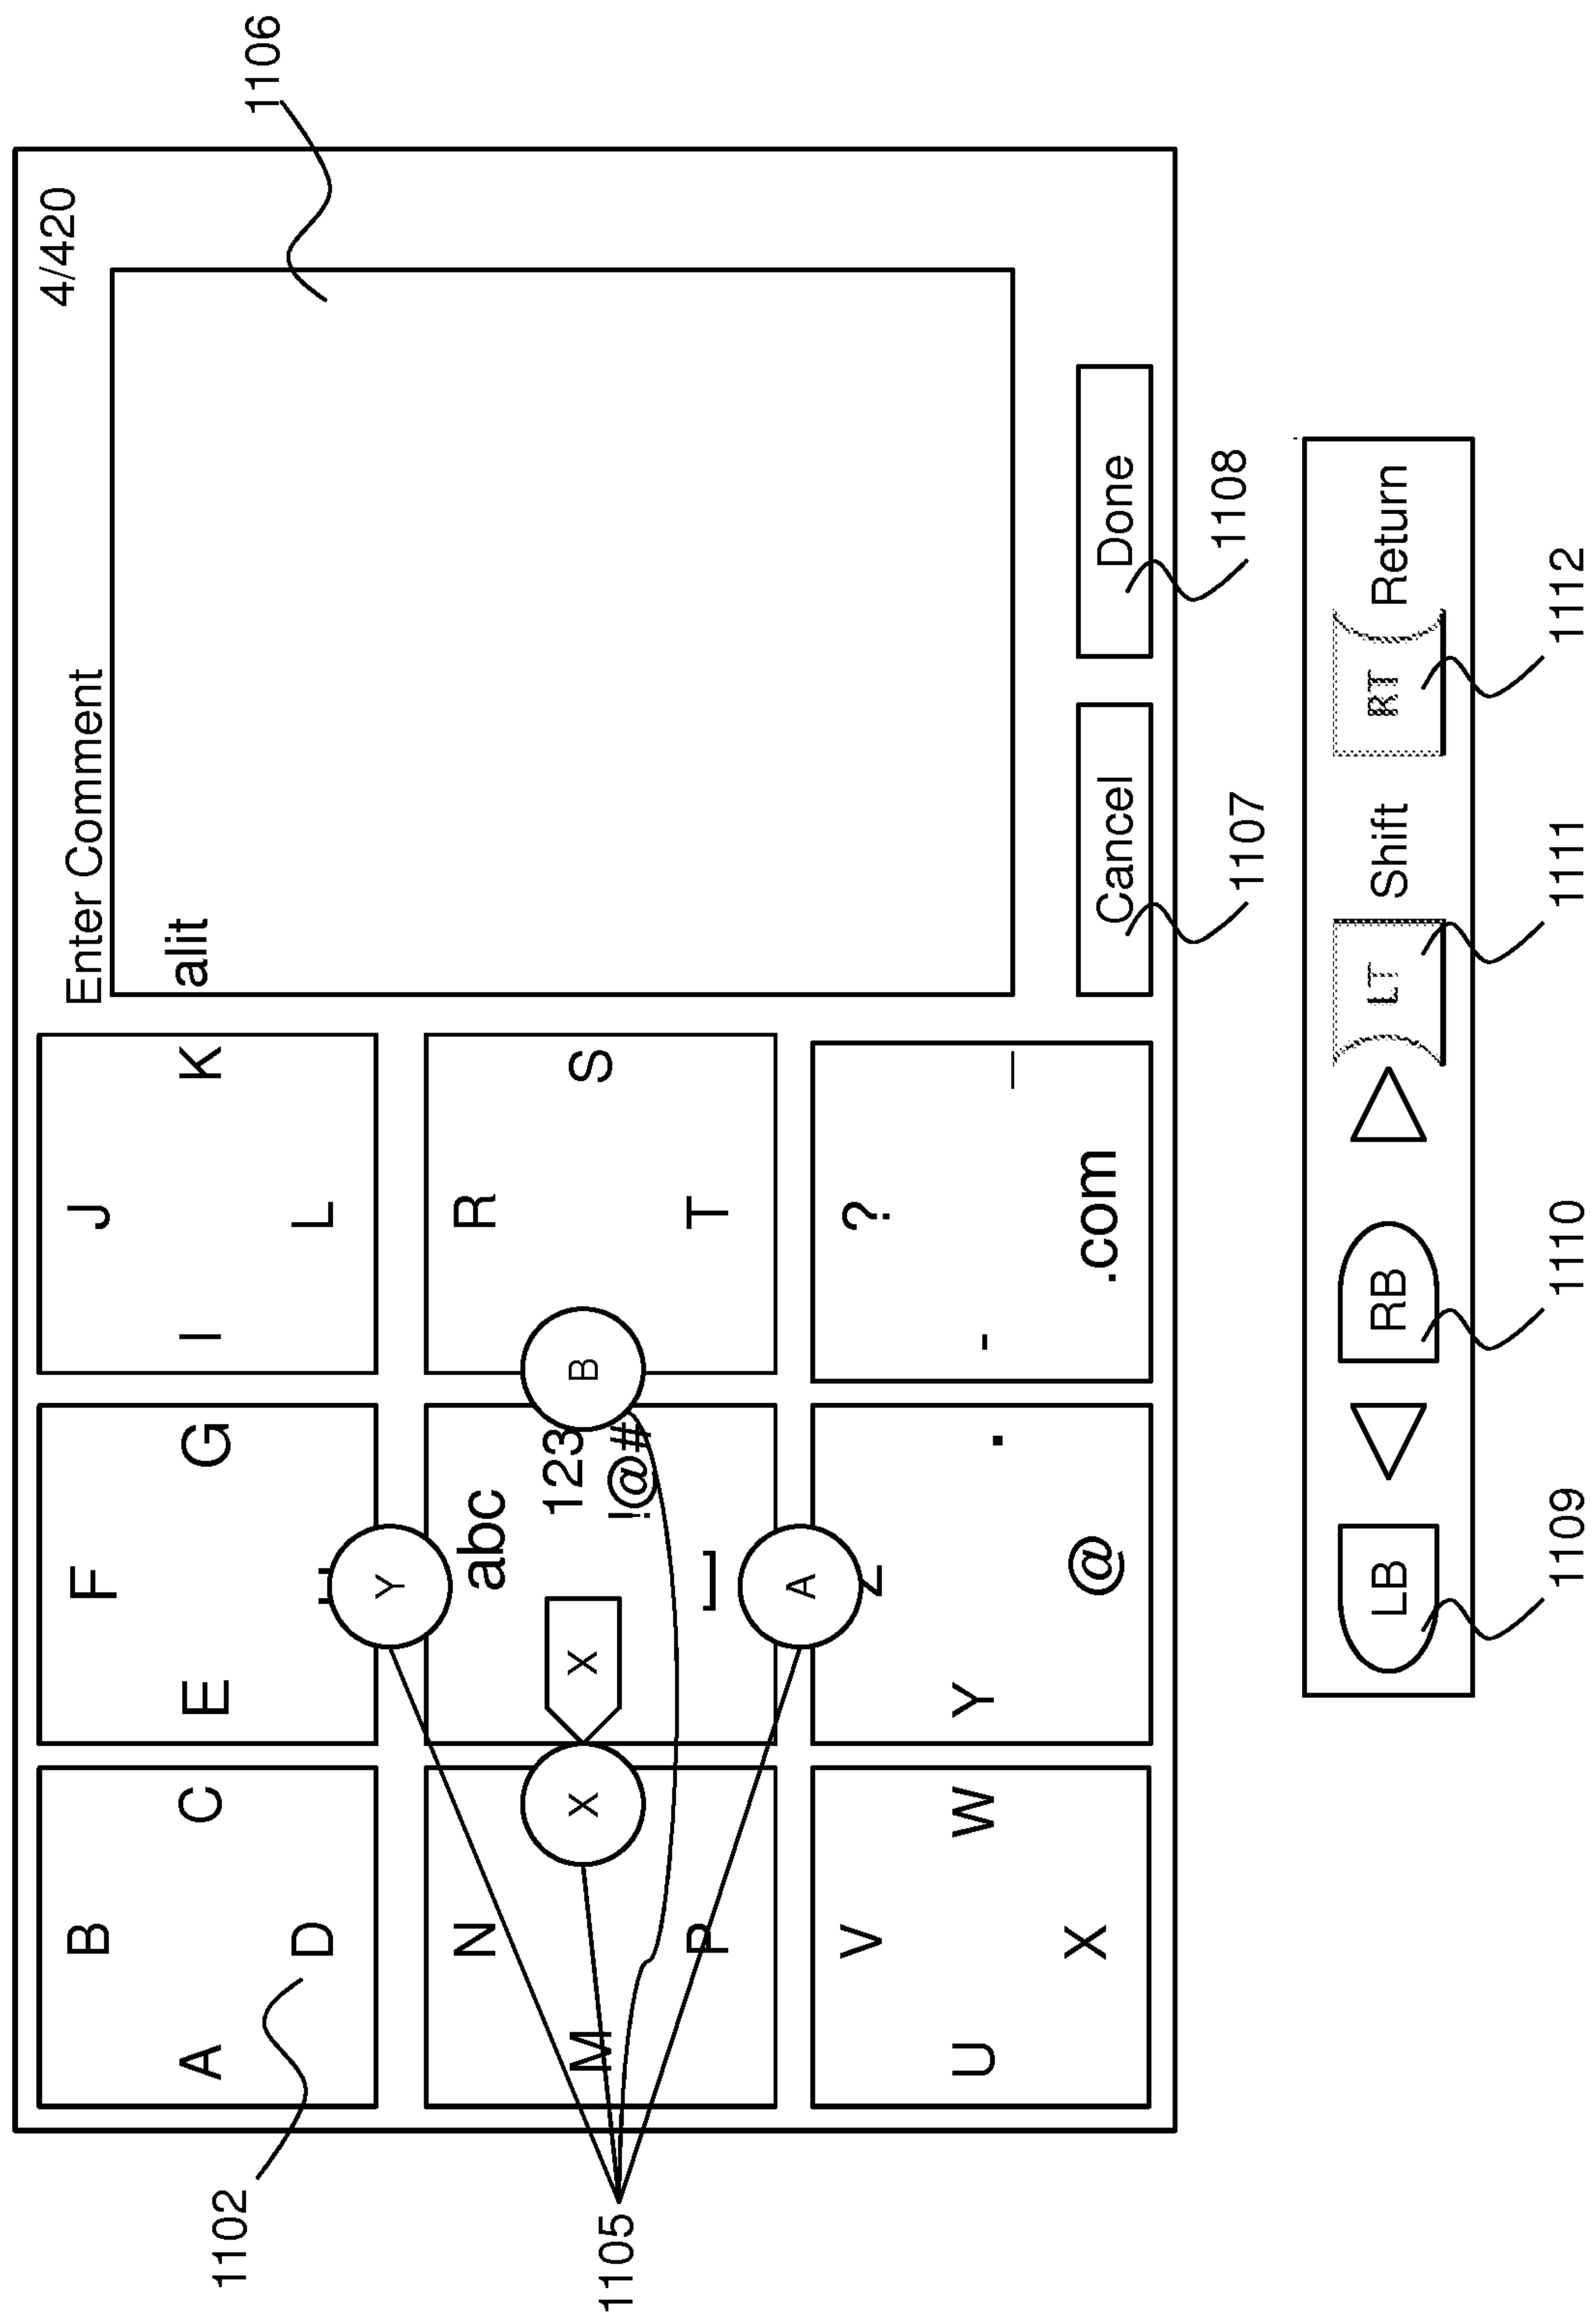 1106
4/420
Enter Comment
alit
B
A
C
D
F
E
G
J
I
K
L
N
M
P
Y
abc
X
X
123
!@#
B
A
R
S
T
V
U
W
X
Z
Y
.
@
?
-
_
.com
Cancel
Done
1102
1105
1107
1108
LB
RB
LT
Shift
RT
Return
1109
1110
1111
1112